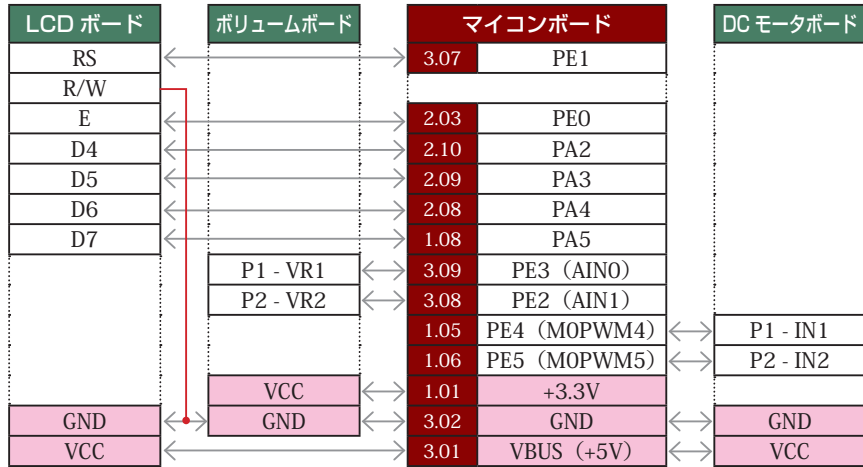 LCD ボード ボリュームボード マイコンボード DC モータボード
RS 3.07 PE1
R/W
E 2.03 PE0
D4 2.10 PA2
D5 2.09 PA3
D6 2.08 PA4
D7 1.08 PA5
P1 - VR1 3.09 PE3（AIN0）
P2 - VR2 3.08 PE2（AIN1）
1.05 PE4（M0PWM4） P1 - IN1
1.06 PE5（M0PWM5） P2 - IN2
VCC 1.01 +3.3V
GND GND 3.02 GND GND
VCC 3.01 VBUS（+5V） VCC